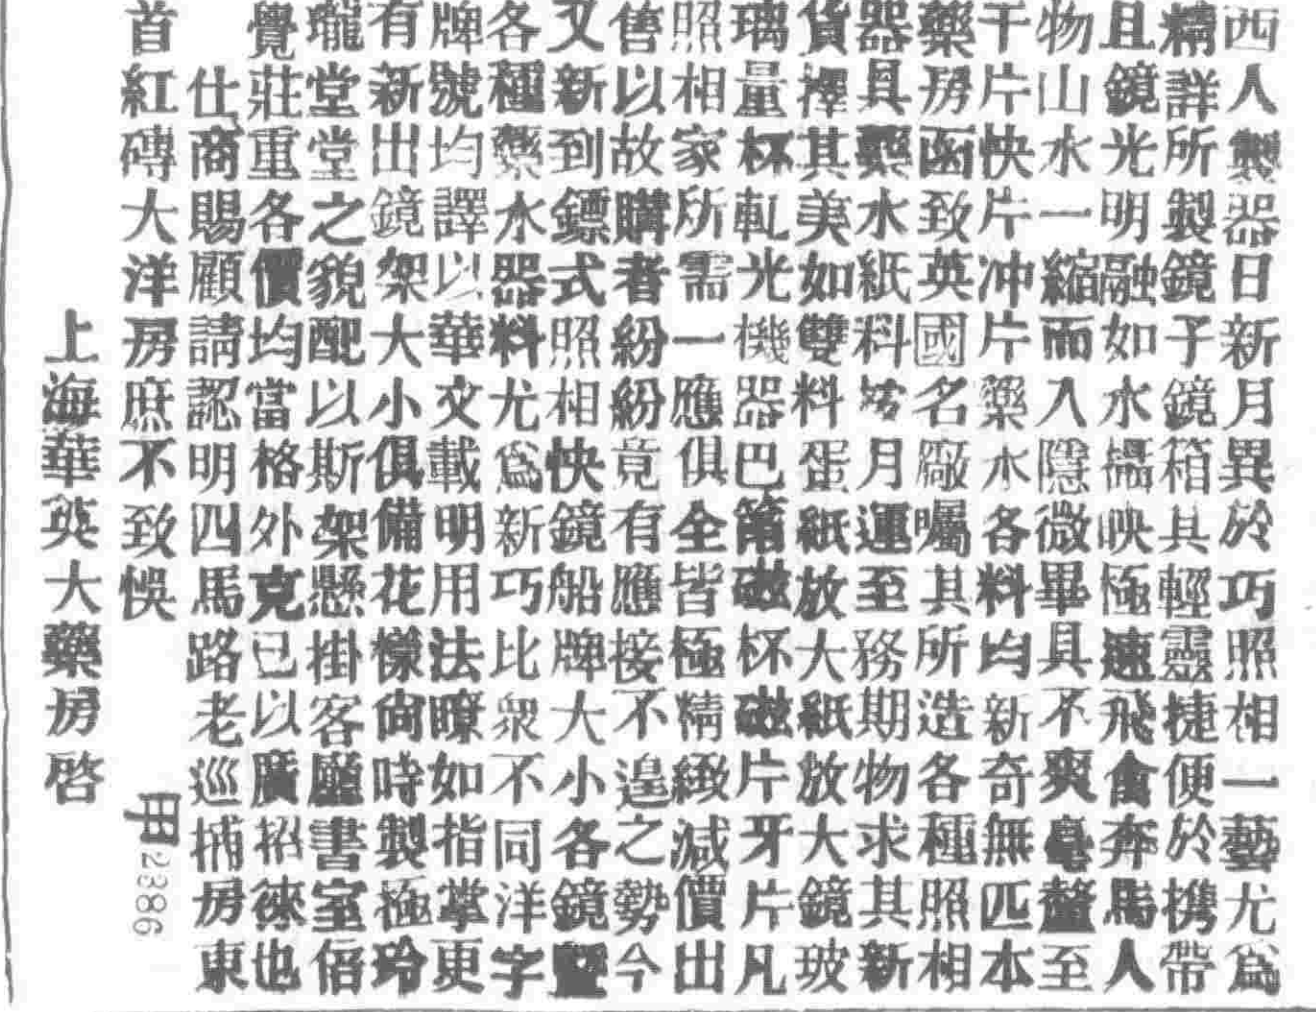 西人製器日新月異於巧照相一藝尤爲
精詳所製鏡子鏡箱其輕靈捷便於携帶
且鏡光明融如水晶映極速飛禽奔馬人
物山水一縮而入隱微畢具不爽毫釐至
干片快片冲片藥水各料均新奇無匹本
藥房函致英國名廠囑其所造各種照相
器具藥水紙料按月運至務期物求其新
貨擇其美如雙料蛋紙放大紙放大鏡玻
璃量杯軋光機器巴笛磁杯磁片牙片凡
照相家所需一應俱全皆極精緻減價出
售以故購者紛紛竟有應接不遑之勢今
又新到鏢式照相快鏡船牌大小各鏡暨
各種藥水器料尤爲新巧比衆不同洋字
牌號均譯以華文載明用法瞭如指掌更
有新出鏡架大小俱備花樣尙時製極玲
瓏堂堂之貌配以斯架懸掛客廳書室倍
覺莊重各價均當格外克已以廣招徠也
仕商賜顧請認明四馬路老巡捕房東
首紅磚大洋房庶不致悞
甲2386
上海華英大藥房啓